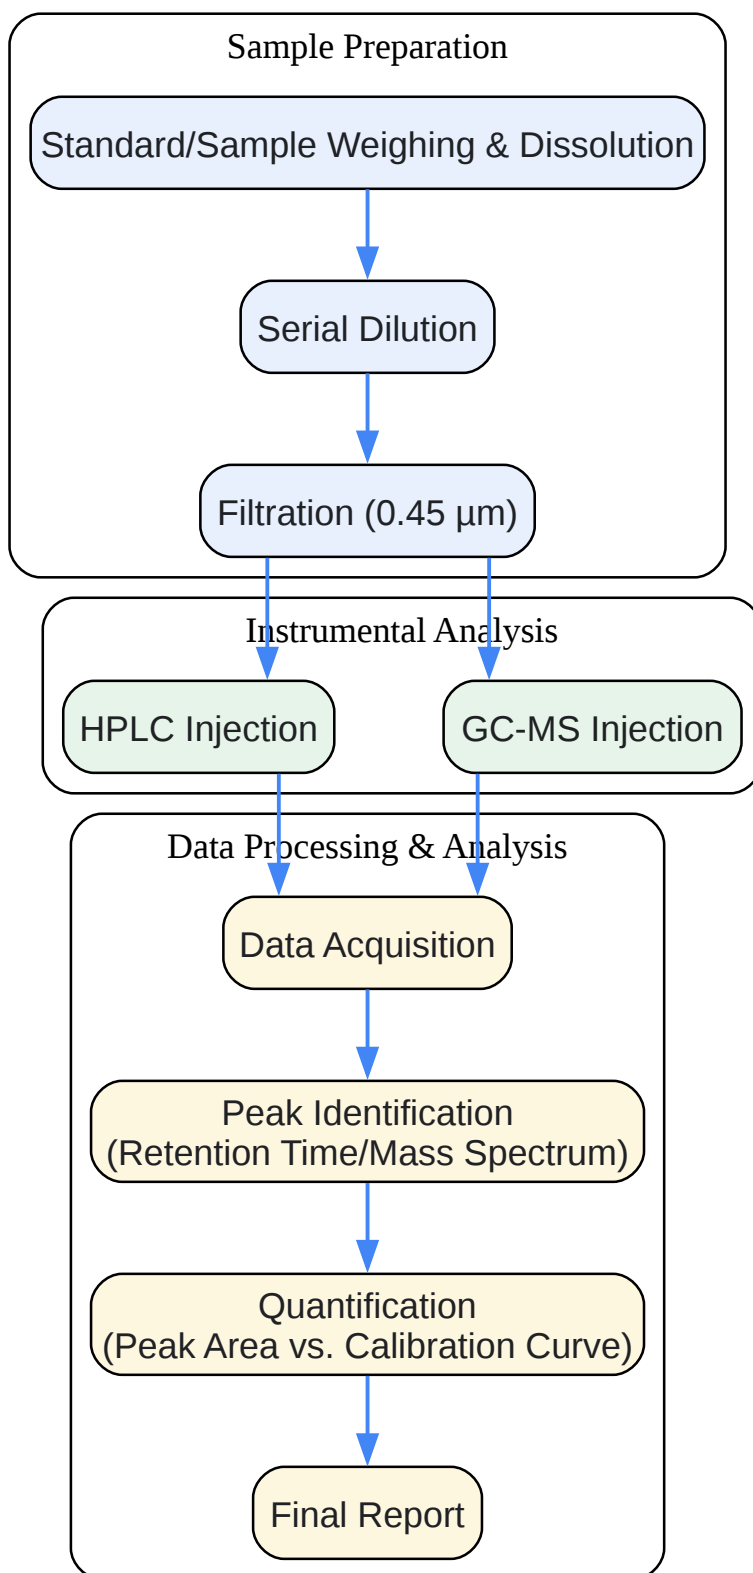 Sample Preparation
Standard/Sample Weighing & Dissolution
Serial Dilution
Filtration (0.45 µm)
Instrumental Analysis
HPLC Injection
GC-MS Injection
Data Processing & Analysis
Data Acquisition
Peak Identification
(Retention Time/Mass Spectrum)
Quantification
(Peak Area vs. Calibration Curve)
Final Report